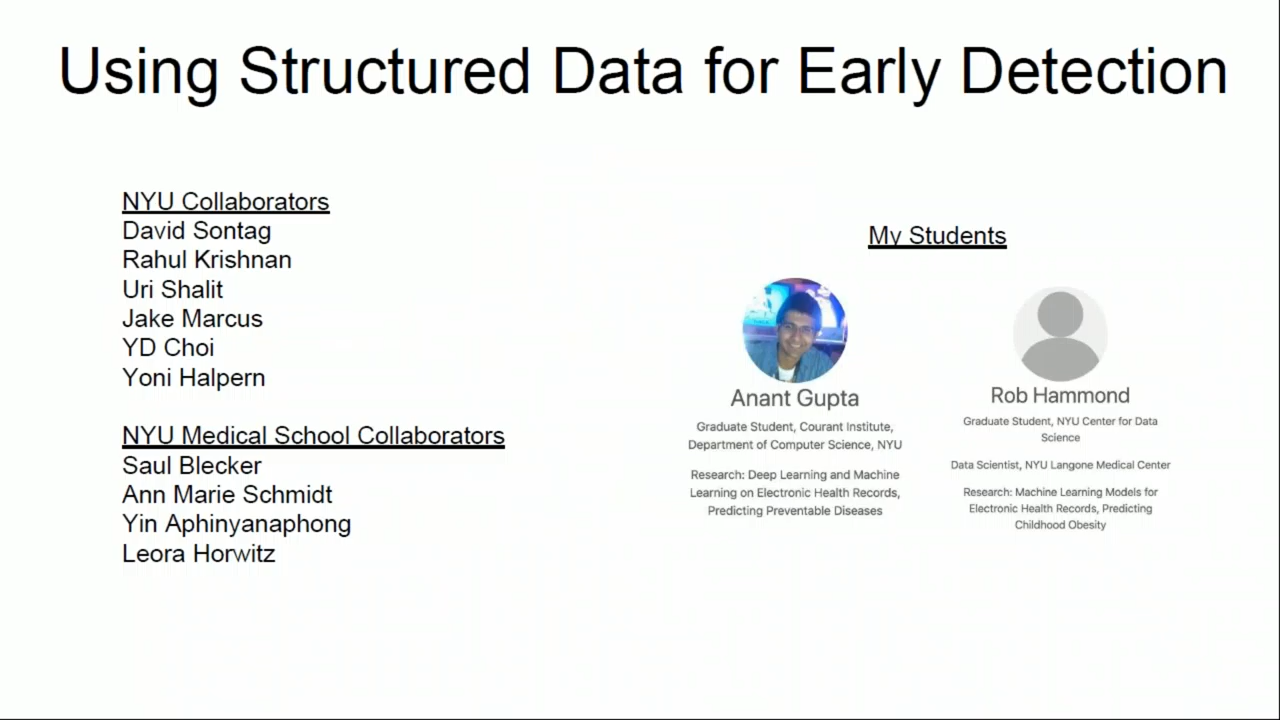 Using Structured Data for Early Detection
NYU Collaborators
David Sontag
Rahul Krishnan
Uri Shalit
Jake Marcus
YD Choi
Yoni Halpern
NYU Medical School Collaborators
Saul Blecker
Ann Marie Schmidt
Yin Aphinyanaphong
Leora Horwitz
My Students
Anant Gupta
Graduate Student, Courant Institute,
Department of Computer Science, NYU
Research: Deep Learning and Machine
Learning on Electronic Health Records,
Predicting Preventable Diseases
Rob Hammond
Graduate Student, NYU Center for Data
Science
Data Scientist, NYU Langone Medical Center
Research: Machine Learning Models for
Electronic Health Records, Predicting
Childhood Obesity